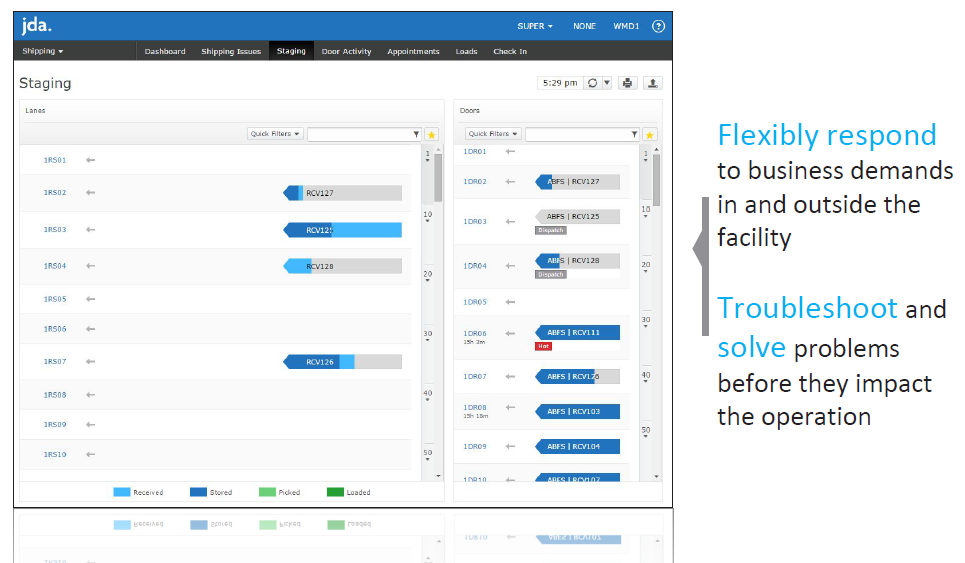 jda.
SUPER NONE WMD1 ?
Shipping Dashboard Shipping Issues Staging Door Activity Appointments Loads Check In
Staging
5:29 pm
Lanes
Quick Filters
1RS01
1RS02 RCV127
1RS03 RCV125
1RS04 RCV128
1RS05
1RS06
1RS07 RCV126
1RS08
1RS09
1RS10
1
10
20
30
40
50
Doors
Quick Filters
1DR01
1DR02 ABFS | RCV127
1DR03 ABFS | RCV125
Dispatch
1DR04 ABFS | RCV128
Dispatch
1DR05
1DR06 ABFS | RCV111
15h 2m Hot
1DR07 ABFS | RCV126
1DR08 ABFS | RCV103
15h 18m
1DR09 ABFS | RCV104
1DR10 ABFS | RCV107
1
10
20
30
40
50
Received Stored Picked Loaded
Flexibly respond
to business demands
in and outside the
facility
Troubleshoot and
solve problems
before they impact
the operation